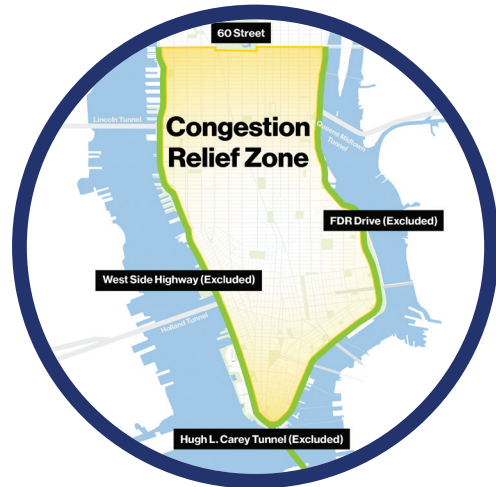 60 Street
Lincoln Tunnel
Congestion
Relief Zone
Queens Midtown
Tunnel
FDR Drive (Excluded)
West Side Highway (Excluded)
Holland Tunnel
Hugh L. Carey Tunnel (Excluded)